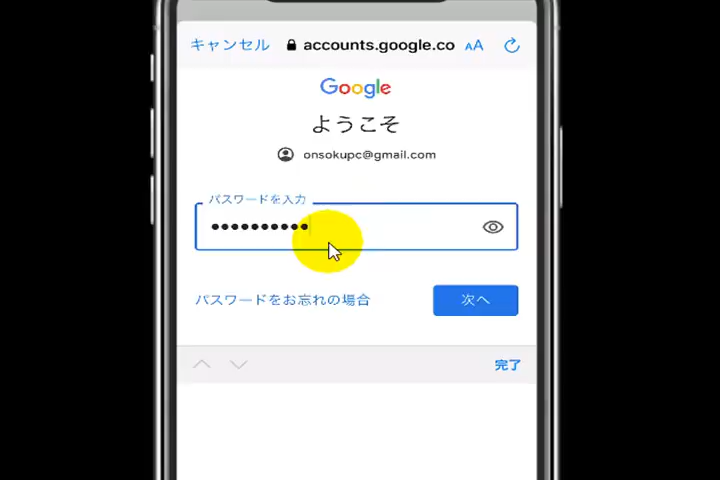 キャンセル accounts.google.co AA
Google
ようこそ
onsokupc@gmail.com
パスワードを入力
••••••••••
パスワードをお忘れの場合 次へ
完了